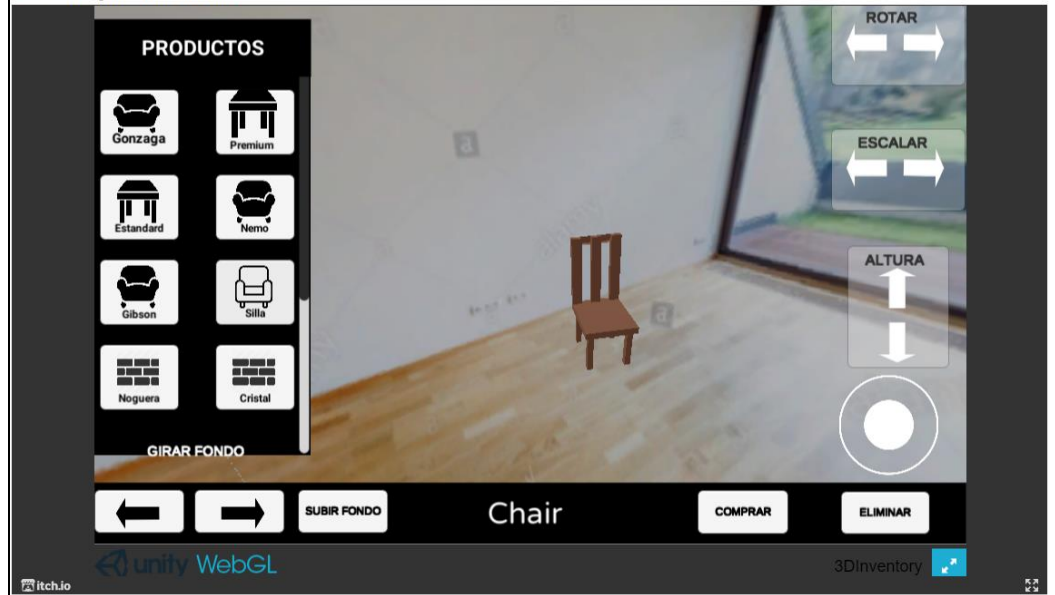 PRODUCTOS
Gonzaga
Premium
Estandard
Nemo
Gibson
Silla
Noguera
Cristal
GIRAR FONDO
ROTAR
ESCALAR
ALTURA
a
a
SUBIR FONDO
Chair
COMPRAR
ELIMINAR
unity WebGL
3DInventory
itch.io